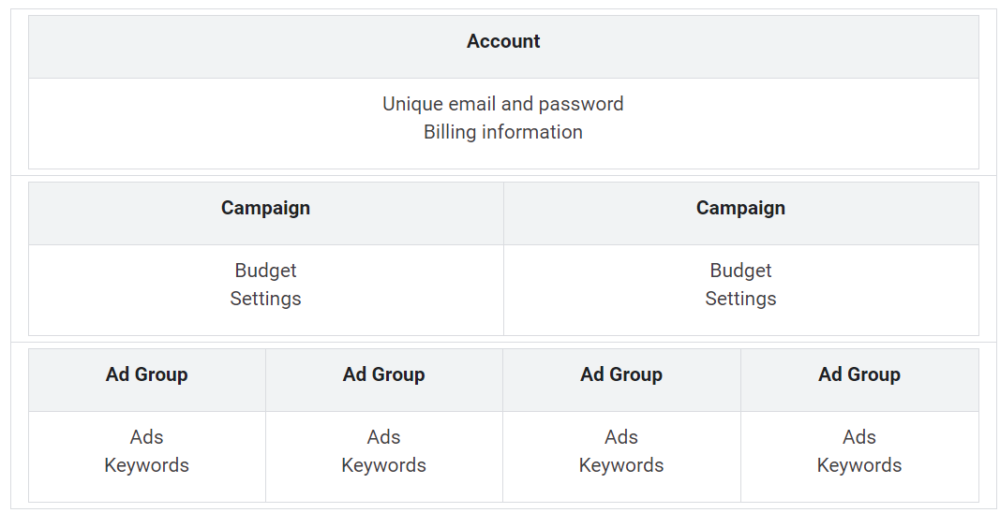 Account
Unique email and password
Billing information
Campaign Campaign
Budget Budget
Settings Settings
Ad Group Ad Group Ad Group Ad Group
Ads Ads Ads Ads
Keywords Keywords Keywords Keywords